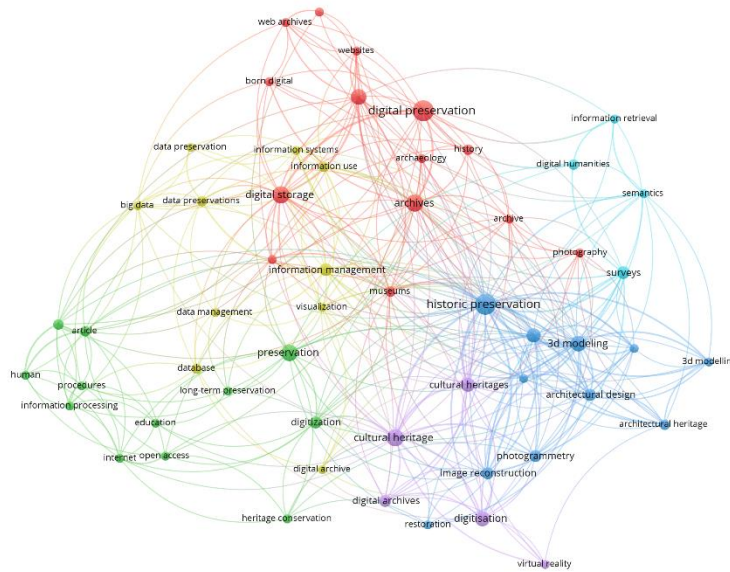 web archives
websites
born digital
digital preservation
information retrieval
data preservation
information systems
history
archaeology
digital humanities
information use
semantics
digital storage
data preservations
big data
archives
archive
photography
information management
surveys
museums
historic preservation
visualization
data management
article
3d modeling
preservation
3d modellin
database
human
procedures
long-term preservation
cultural heritages
architectural design
information processing
education
digitization
architectural heritage
cultural heritage
internet
open access
photogrammetry
digital archive
image reconstruction
digital archives
heritage conservation
restoration
digitisation
virtual reality